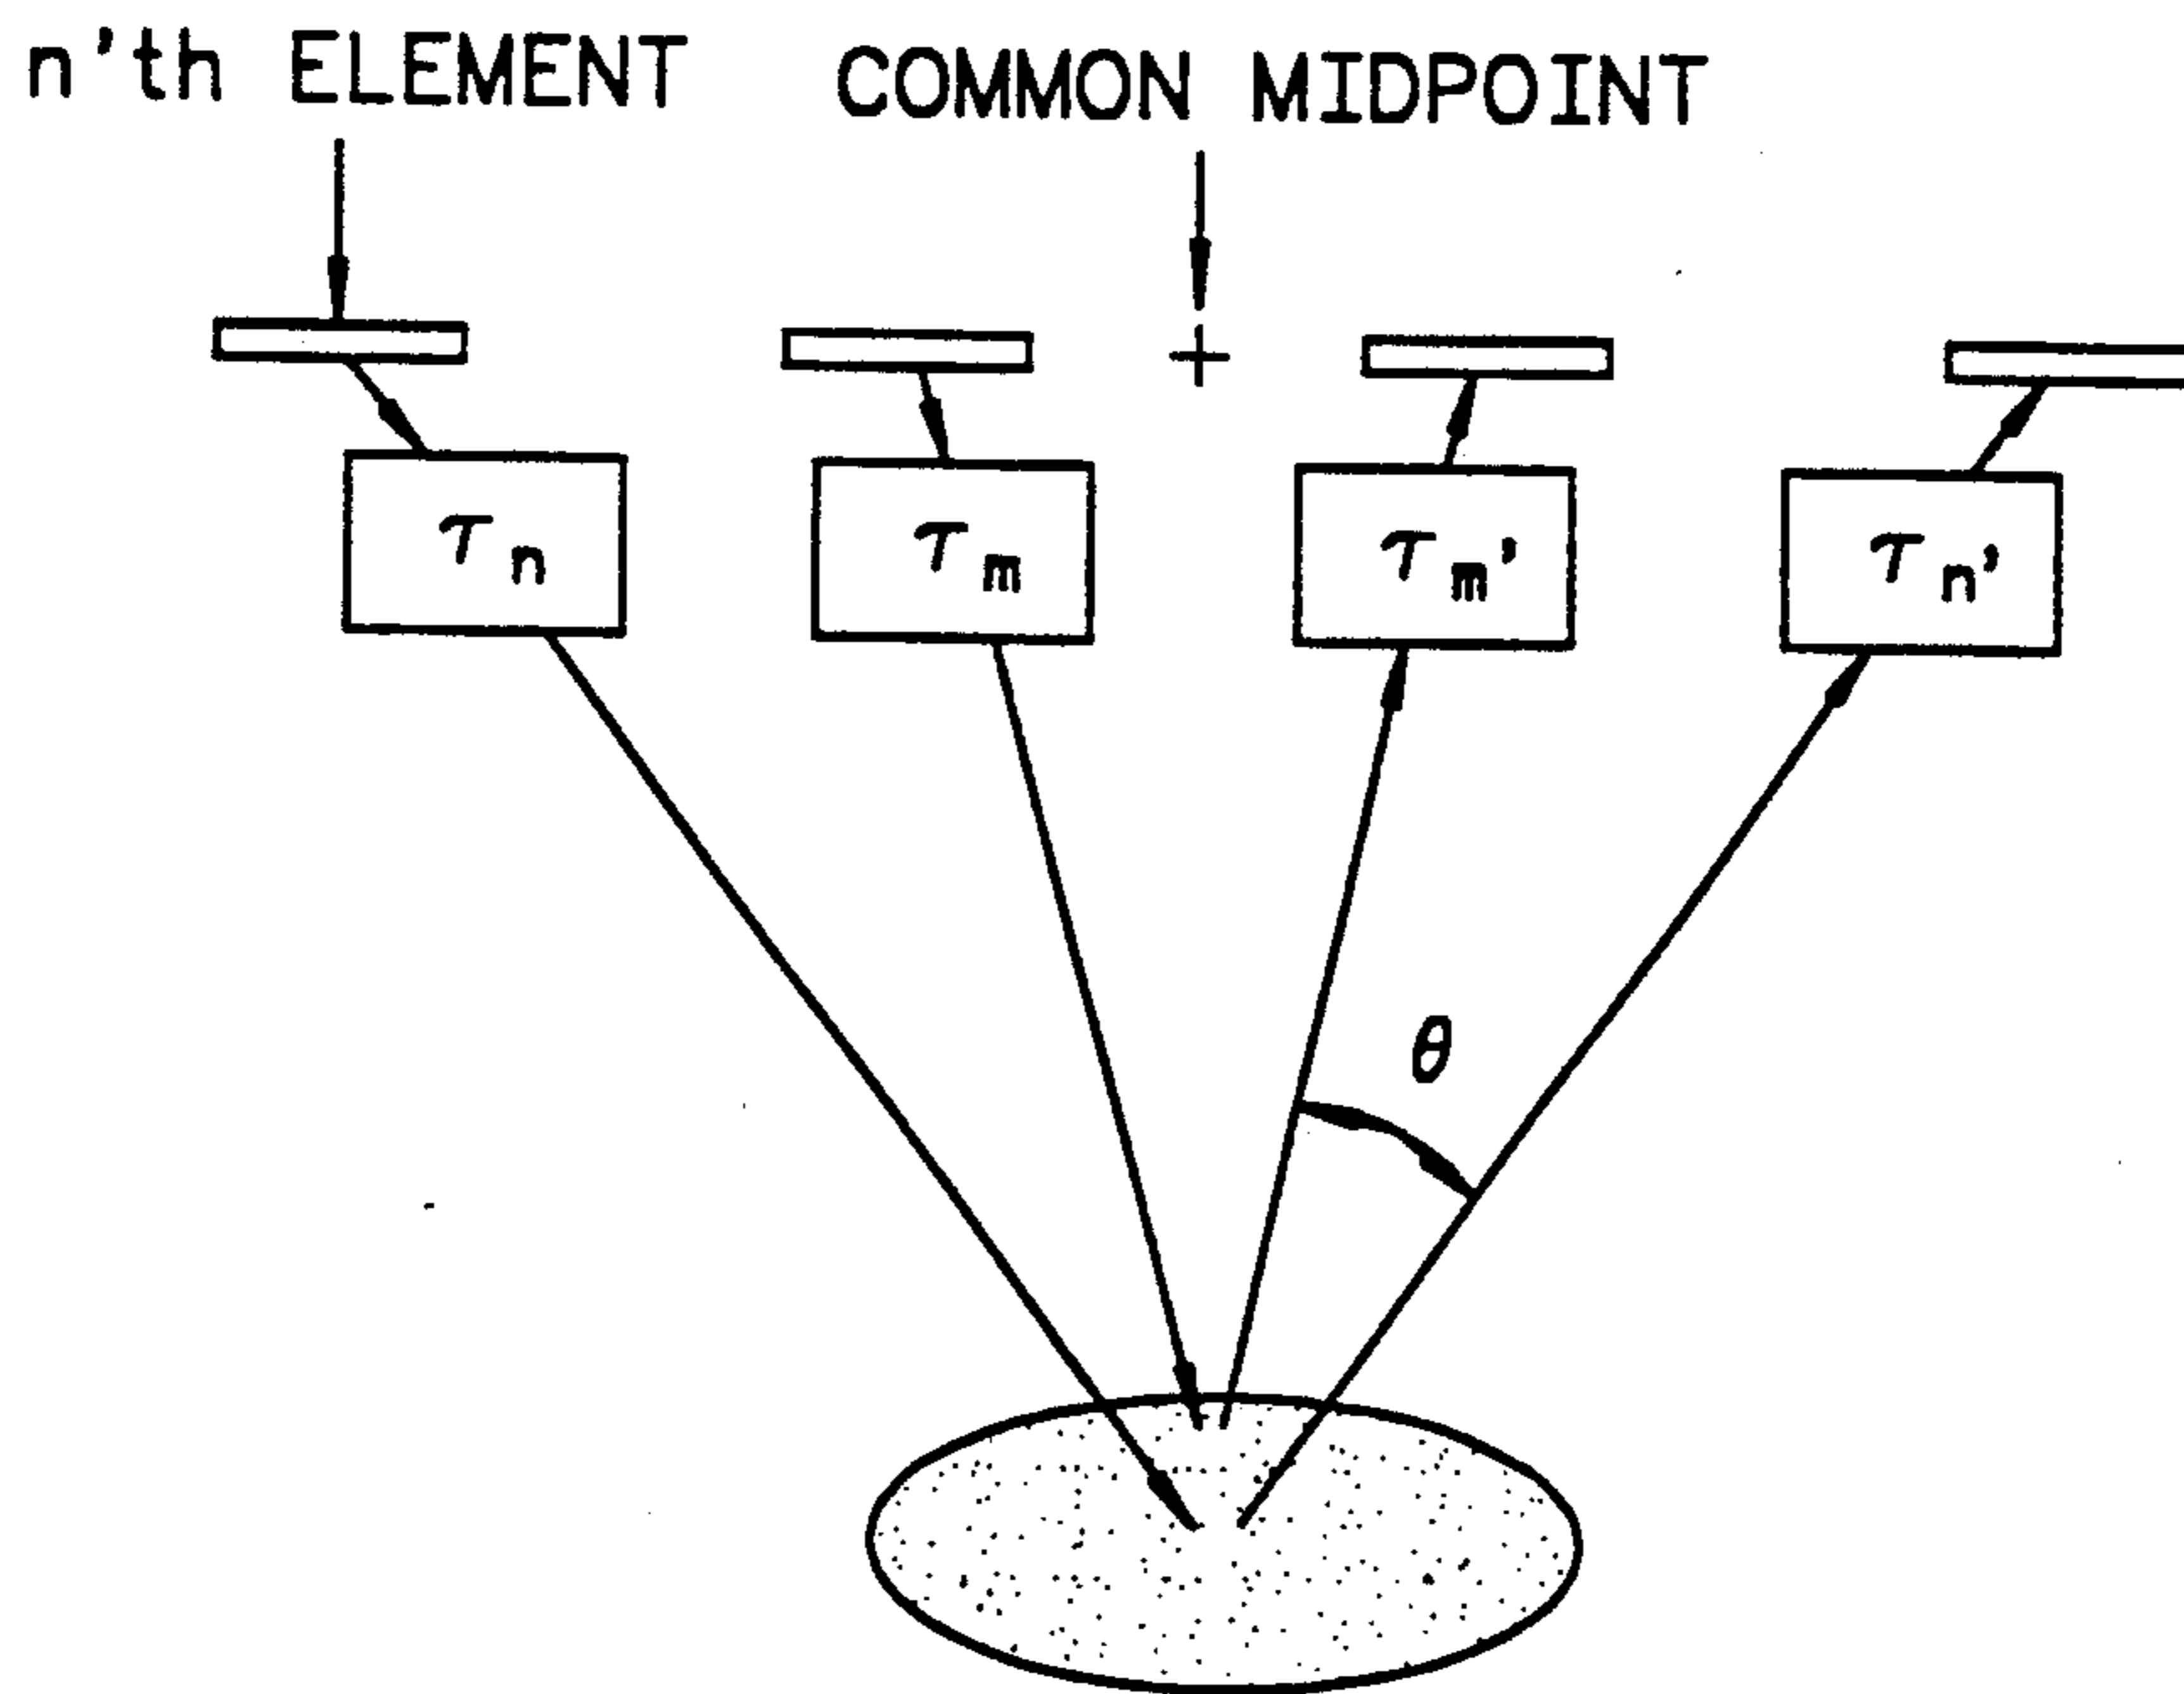 n'th ELEMENT COMMON MIDPOINT
τn τm τm' τn'
θ